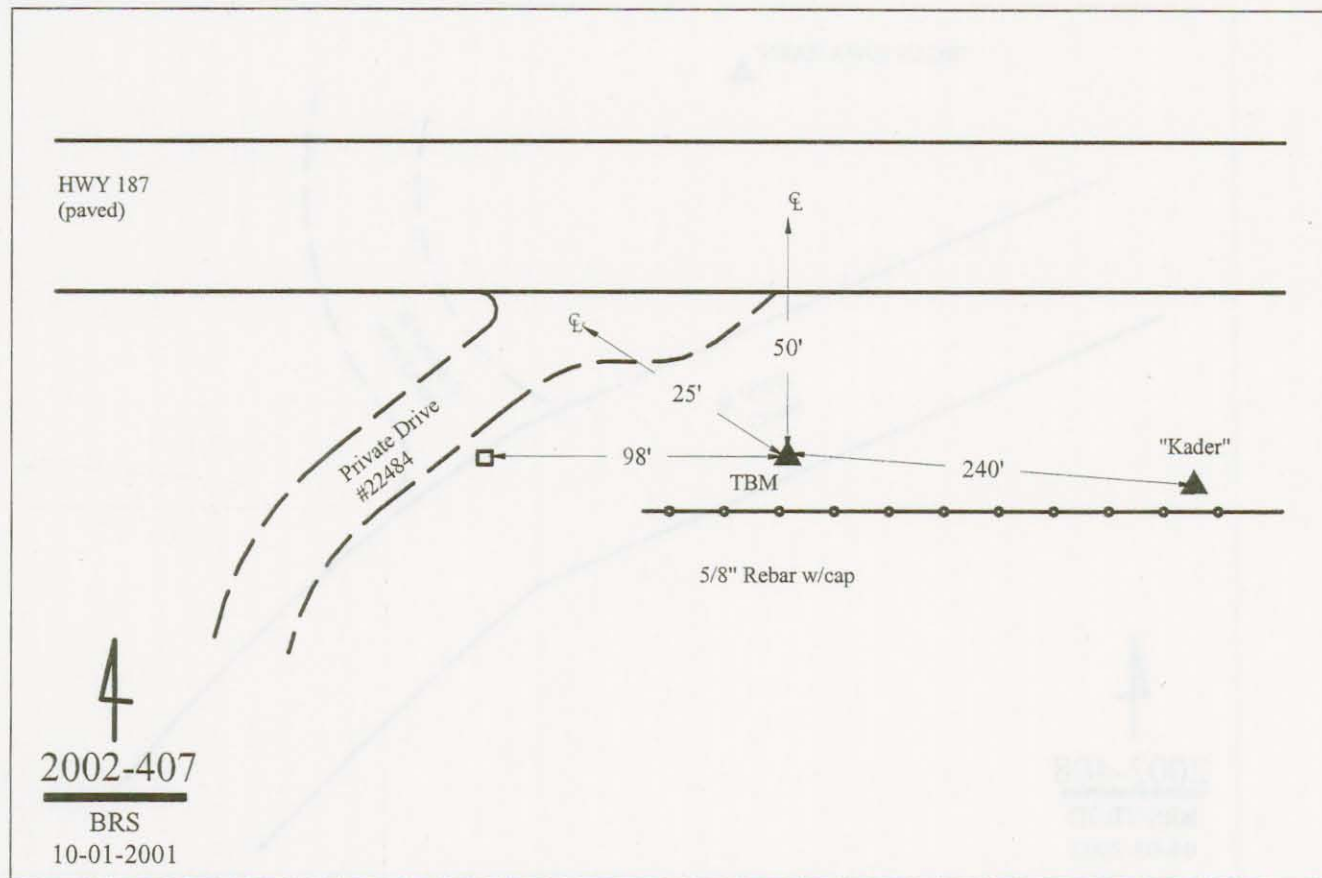 HWY 187
(paved)
℄
℄
50'
25'
Private Drive
#22484
98'
TBM
240'
"Kader"
5/8" Rebar w/cap
2002-407
BRS
10-01-2001